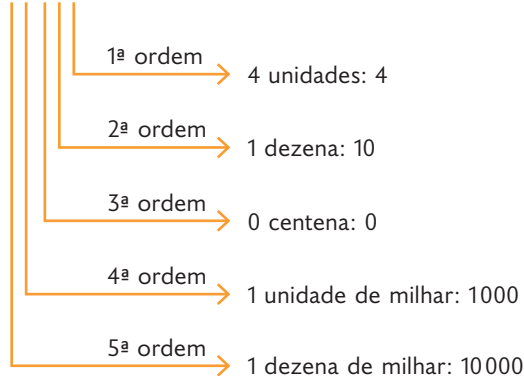 1ª ordem
4 unidades: 4
2ª ordem
1 dezena: 10
3ª ordem
0 centena: 0
4ª ordem
1 unidade de milhar: 1000
5ª ordem
1 dezena de milhar: 10000